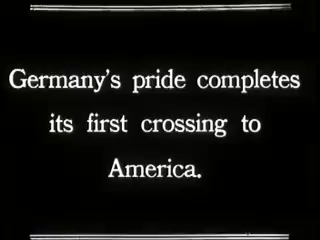 Germany's pride completes
its first crossing to
America.